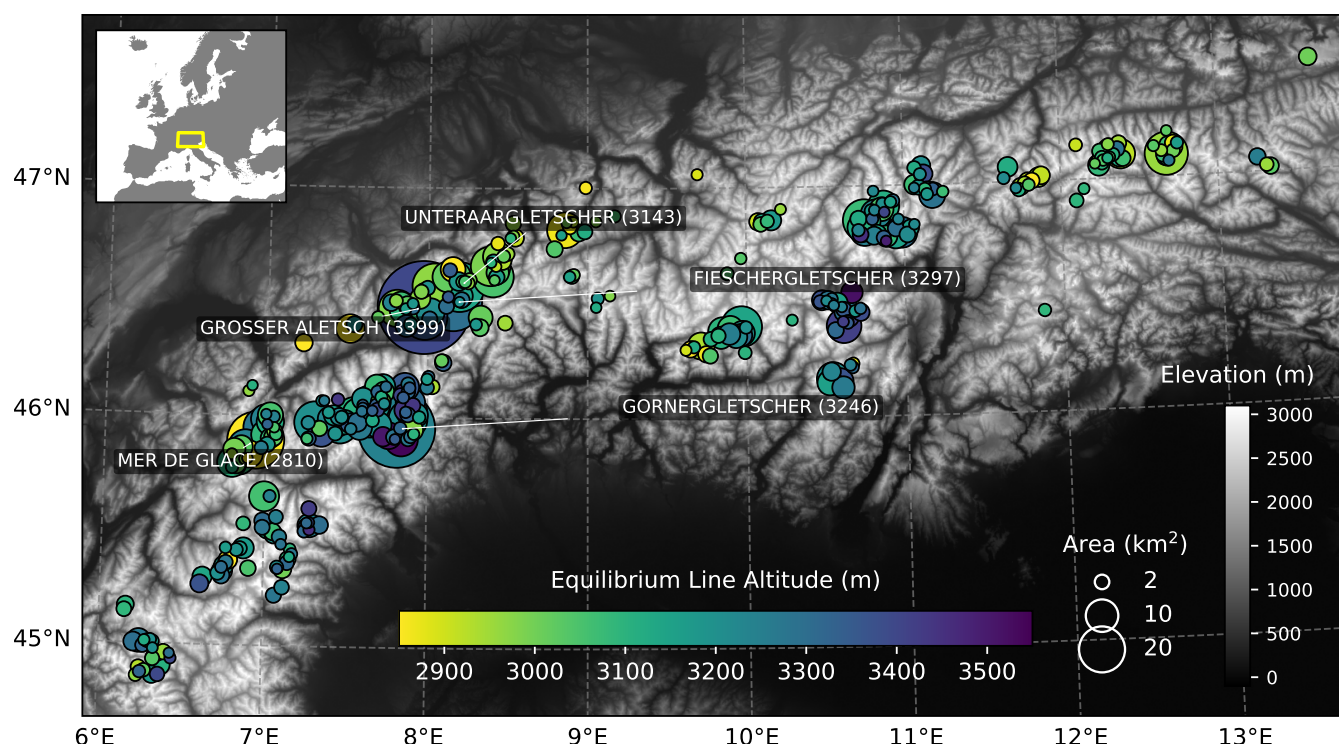 47°N
46°N
45°N
UNTERAARGLETSCHER (3143)
FIESCHERGLETSCHER (3297)
GROSSER ALETSCH (3399)
GORNERGLETSCHER (3246)
MER DE GLACE (2810)
Elevation (m)
3000
2500
2000
1500
1000
500
0
Area (km²)
2
10
20
Equilibrium Line Altitude (m)
2900 3000 3100 3200 3300 3400 3500
6°E 7°E 8°E 9°E 10°E 11°E 12°E 13°E